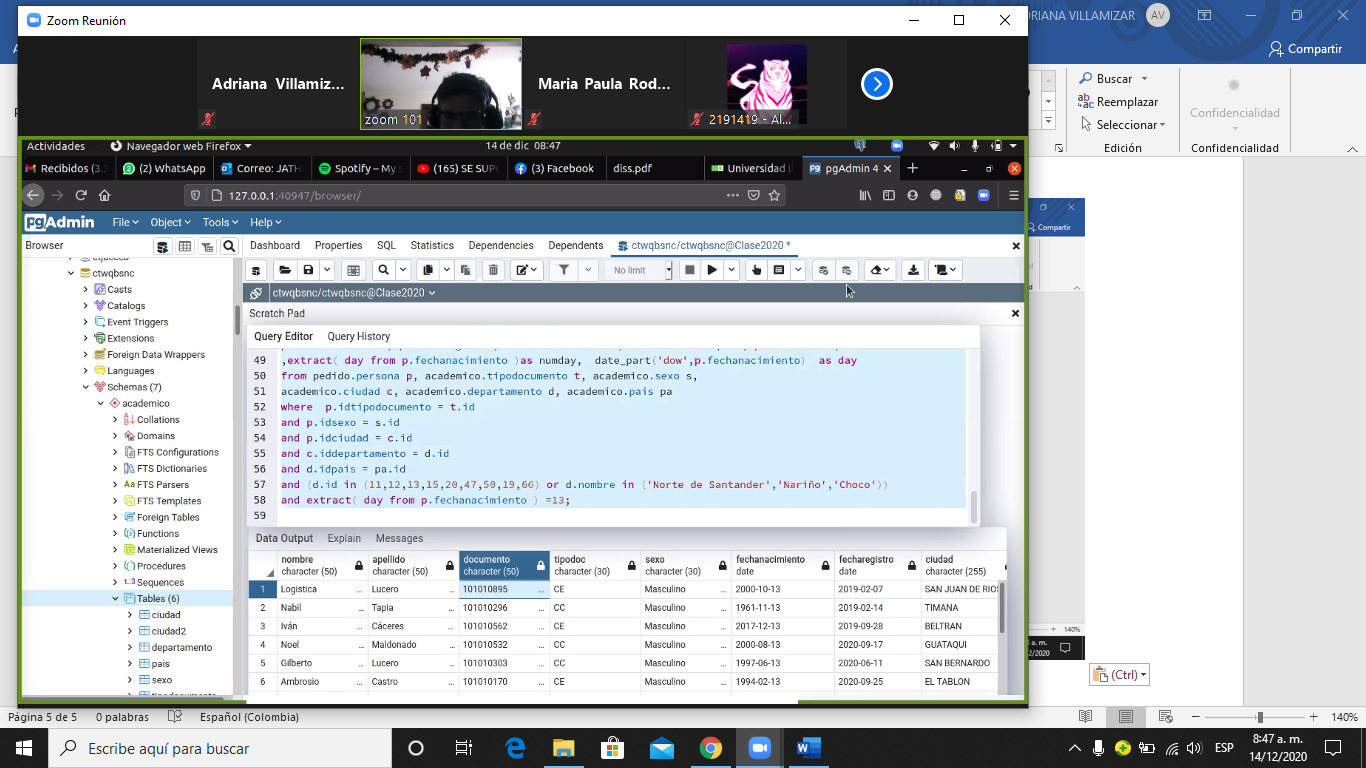 Zoom Reunión
DRIANA VILLAMIZAR AV
Compartir
Adriana Villamiz...
zoom 101
Maria Paula Rod...
2191419 - Al...
Buscar
Reemplazar
Seleccionar
Edición
Confidencialidad
Confidencialidad
Actividades Navegador web Firefox 14 de dic 08:47
Recibidos (3. (2) WhatsApp Correo: JATH Spotify – My s (165) SE SUPO (3) Facebook diss.pdf Universidad I pgAdmin 4
127.0.0.1:40947/browser/
pgAdmin File Object Tools Help
Browser Dashboard Properties SQL Statistics Dependencies Dependents ctwqbsnc/ctwqbsnc@Clase2020 *
No limit
ctwqbsnc/ctwqbsnc@Clase2020
Scratch Pad
Query Editor Query History
ctwqbsnc
Casts
Catalogs
Event Triggers
Extensions
Foreign Data Wrappers
Languages
Schemas (7)
academico
Collations
Domains
FTS Configurations
FTS Dictionaries
FTS Parsers
FTS Templates
Foreign Tables
Functions
Materialized Views
Procedures
Sequences
Tables (6)
ciudad
ciudad2
departamento
pais
sexo
49 ,extract( day from p.fechanacimiento )as numday, date_part('dow',p.fechanacimiento) as day
50 from pedido.persona p, academico.tipodocumento t, academico.sexo s,
51 academico.ciudad c, academico.departamento d, academico.pais pa
52 where p.idtipodocumento = t.id
53 and p.idsexo = s.id
54 and p.idciudad = c.id
55 and c.iddepartamento = d.id
56 and d.idpais = pa.id
57 and (d.id in (11,12,13,15,20,47,50,19,66) or d.nombre in ('Norte de Santander','Nariño','Choco'))
58 and extract( day from p.fechanacimiento ) =13;
59
Data Output Explain Messages
nombre apellido documento tipodoc sexo fechanacimiento fecharegistro ciudad
character (50) character (50) character (50) character (30) character (30) date date character (255)
1 Logistica ... Lucero ... 101010895 ... CE Masculino ... 2000-10-13 2019-02-07 SAN JUAN DE RIO
2 Nabil ... Tapia ... 101010296 ... CC Masculino ... 1961-11-13 2019-02-14 TIMANA
3 Iván ... Cáceres ... 101010562 ... CE Masculino ... 2017-12-13 2019-09-28 BELTRAN
4 Noel ... Maldonado ... 101010532 ... CC Masculino ... 2000-08-13 2020-09-17 GUATAQUI
5 Gilberto ... Lucero ... 101010303 ... CC Masculino ... 1997-06-13 2020-06-11 SAN BERNARDO
6 Ambrosio ... Castro ... 101010170 ... CE Masculino ... 1994-02-13 2020-09-25 EL TABLON
Compartir
140%
(Ctrl)
Página 5 de 5 0 palabras Español (Colombia) 140%
Escribe aquí para buscar
ESP
8:47 a. m.
14/12/2020